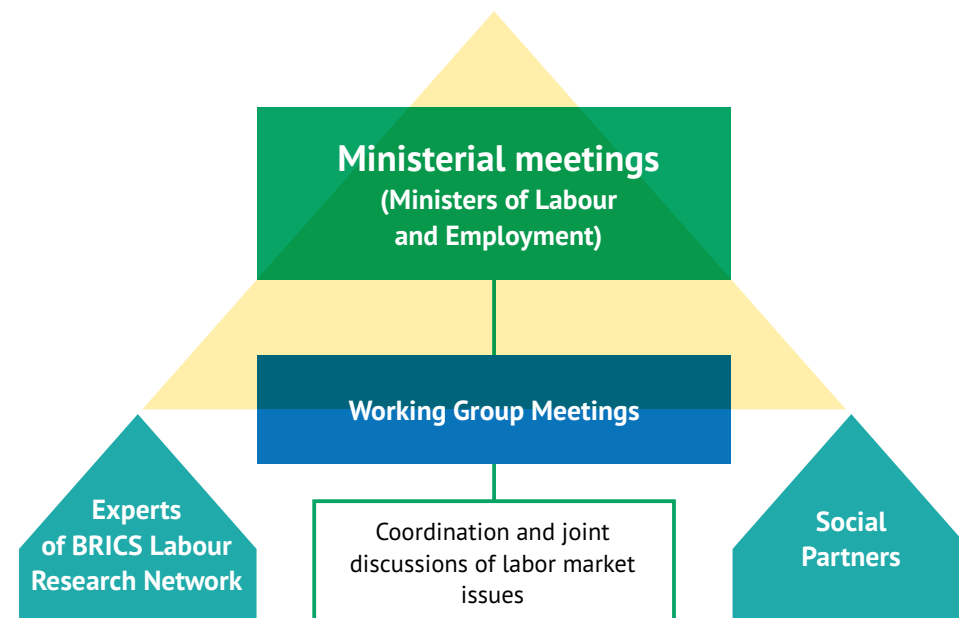 Ministerial meetings
(Ministers of Labour
and Employment)
Working Group Meetings
Experts
of BRICS Labour
Research Network
Coordination and joint
discussions of labor market
issues
Social
Partners